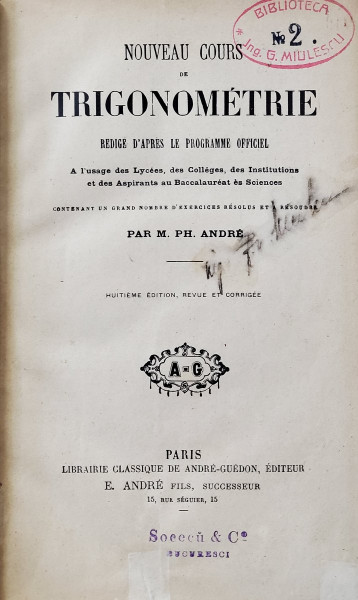 BIBLIOTECA
№ 2.
* Ing. G. MIULESCU *
NOUVEAU COURS
DE
TRIGONOMÉTRIE
REDIGÉ D'APRÈS LE PROGRAMME OFFICIEL
A l'usage des Lycées, des Collèges, des Institutions
et des Aspirants au Baccalauréat ès Sciences
CONTENANT UN GRAND NOMBRE D'EXERCICES RÉSOLUS ET A RÉSOUDRE
PAR M. PH. ANDRÉ
HUITIÈME ÉDITION, REVUE ET CORRIGÉE
A=G
PARIS
LIBRAIRIE CLASSIQUE DE ANDRÉ-GUÉDON, ÉDITEUR
E. ANDRÉ FILS, SUCCESSEUR
15, RUE SÉGUIER, 15
Socecŭ & Cº
BUCURESCI